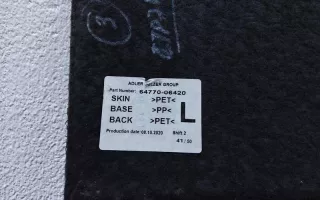 3
ADLER PELZER GROUP
Part Number: 64770-06420
SKIN >PET<
BASE >PP<
BACK >PET<
L
Production date: 08.10.2020 Shift 2
41 / 50